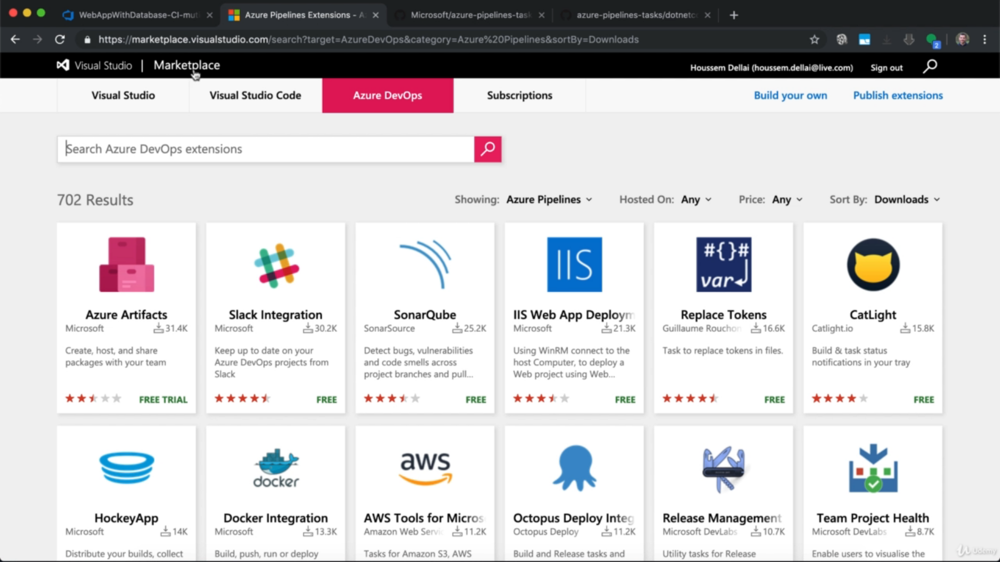 WebAppWithDatabase-CI-muti
Azure Pipelines Extensions - A
Microsoft/azure-pipelines-task
azure-pipelines-tasks/dotnetco
https://marketplace.visualstudio.com/search?target=AzureDevOps&category=Azure%20Pipelines&sortBy=Downloads
2
Visual Studio | Marketplace
Houssem Dellai (houssem.dellai@live.com)
Sign out
Visual Studio
Visual Studio Code
Azure DevOps
Subscriptions
Build your own
Publish extensions
Search Azure DevOps extensions
702 Results
Showing: Azure Pipelines
Hosted On: Any
Price: Any
Sort By: Downloads
Azure Artifacts
Microsoft 31.4K
Create, host, and share
packages with your team
FREE TRIAL
Slack Integration
Microsoft 30.2K
Keep up to date on your
Azure DevOps projects from
Slack
FREE
SonarQube
SonarSource 25.2K
Detect bugs, vulnerabilities
and code smells across
project branches and pull...
FREE
IIS
IIS Web App Deploym
Microsoft 21.3K
Using WinRM connect to the
host Computer, to deploy a
Web project using Web...
FREE
#{}#
var
Replace Tokens
Guillaume Rouchon 16.6K
Task to replace tokens in files.
FREE
CatLight
Catlight.io 15.8K
Build & task status
notifications in your tray
FREE
HockeyApp
Microsoft 14K
Distribute your builds, collect
docker
Docker Integration
Microsoft 13.3K
Build, push, run or deploy
aws
AWS Tools for Micros
Amazon Web Servic 11.2K
Tasks for Amazon S3, AWS
Octopus Deploy Integ
Octopus Deploy 11.2K
Build and Release tasks and
Release Management
Microsoft DevLabs 10.7K
Utility tasks for Release
Team Project Health
Microsoft DevLabs 8.7K
Enable users to visualise the
Udemy